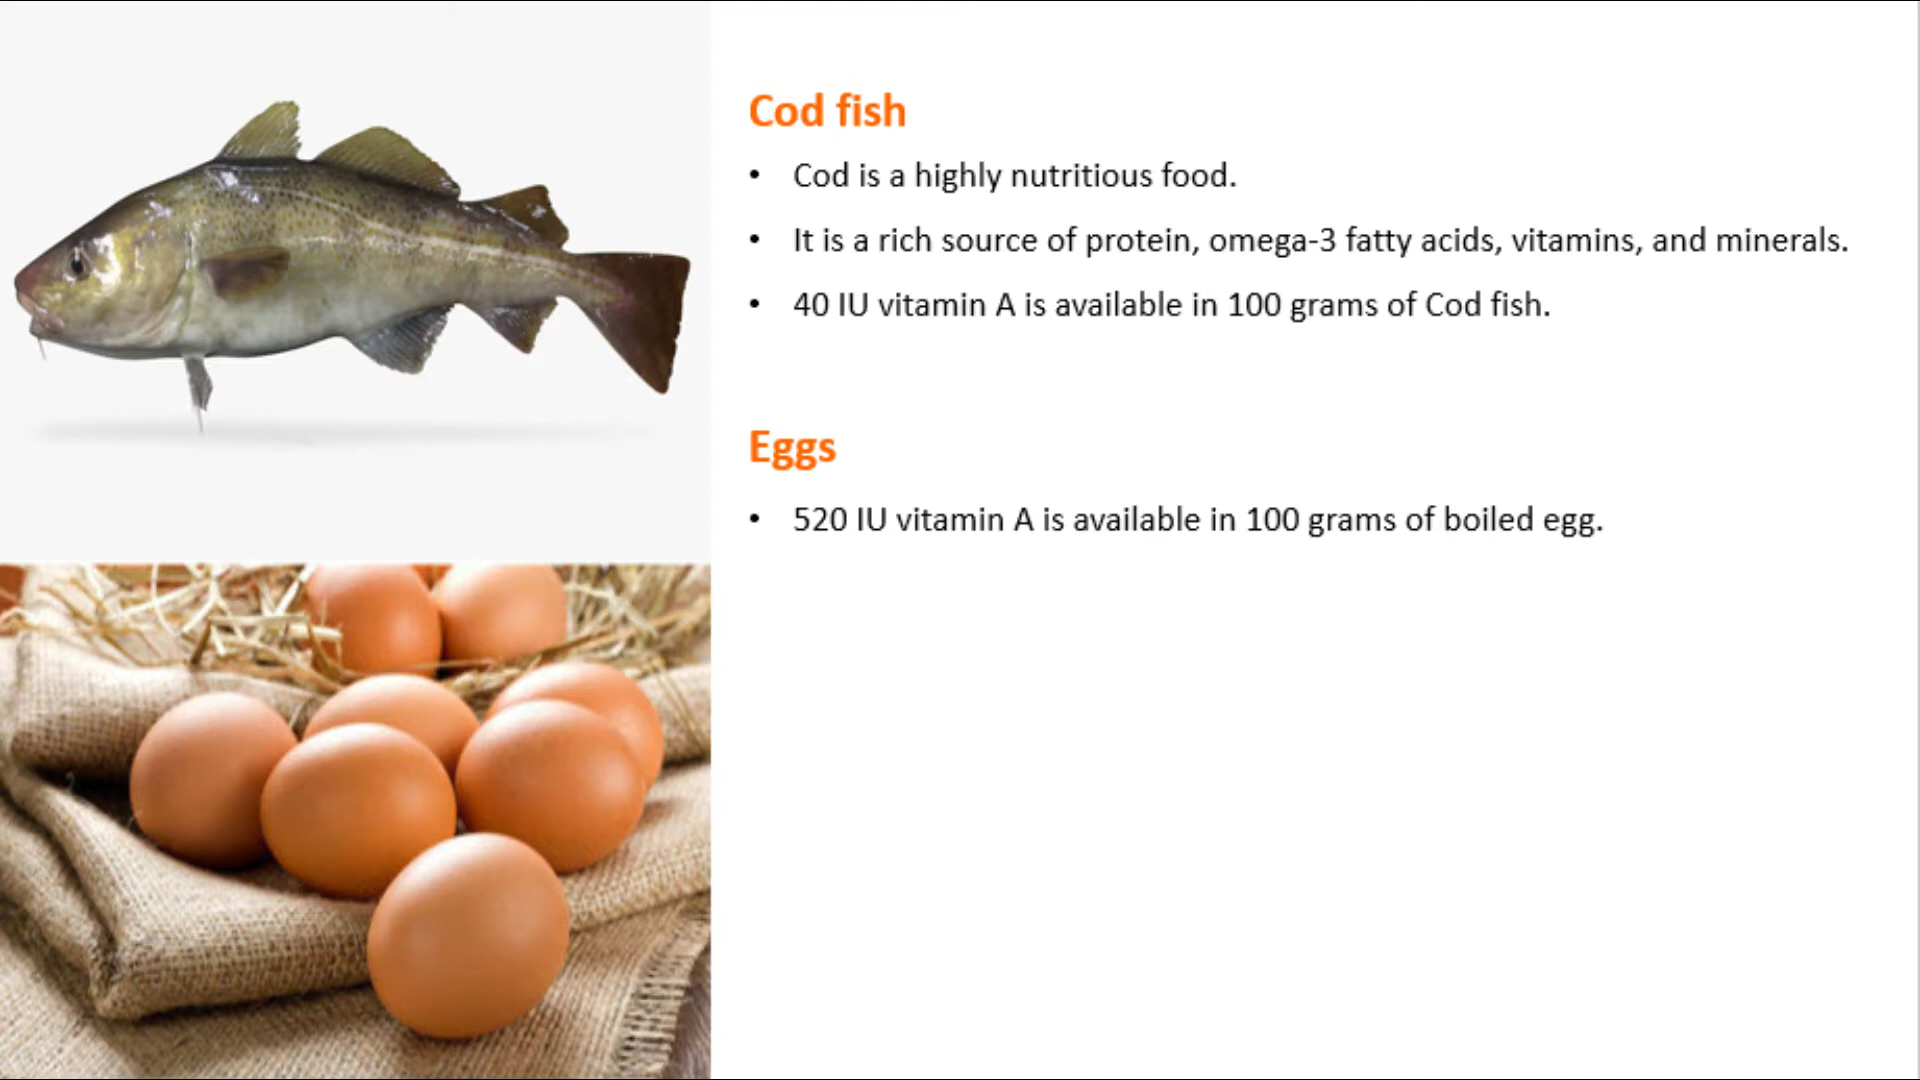 Cod fish
• Cod is a highly nutritious food.
• It is a rich source of protein, omega-3 fatty acids, vitamins, and minerals.
• 40 IU vitamin A is available in 100 grams of Cod fish.
Eggs
• 520 IU vitamin A is available in 100 grams of boiled egg.